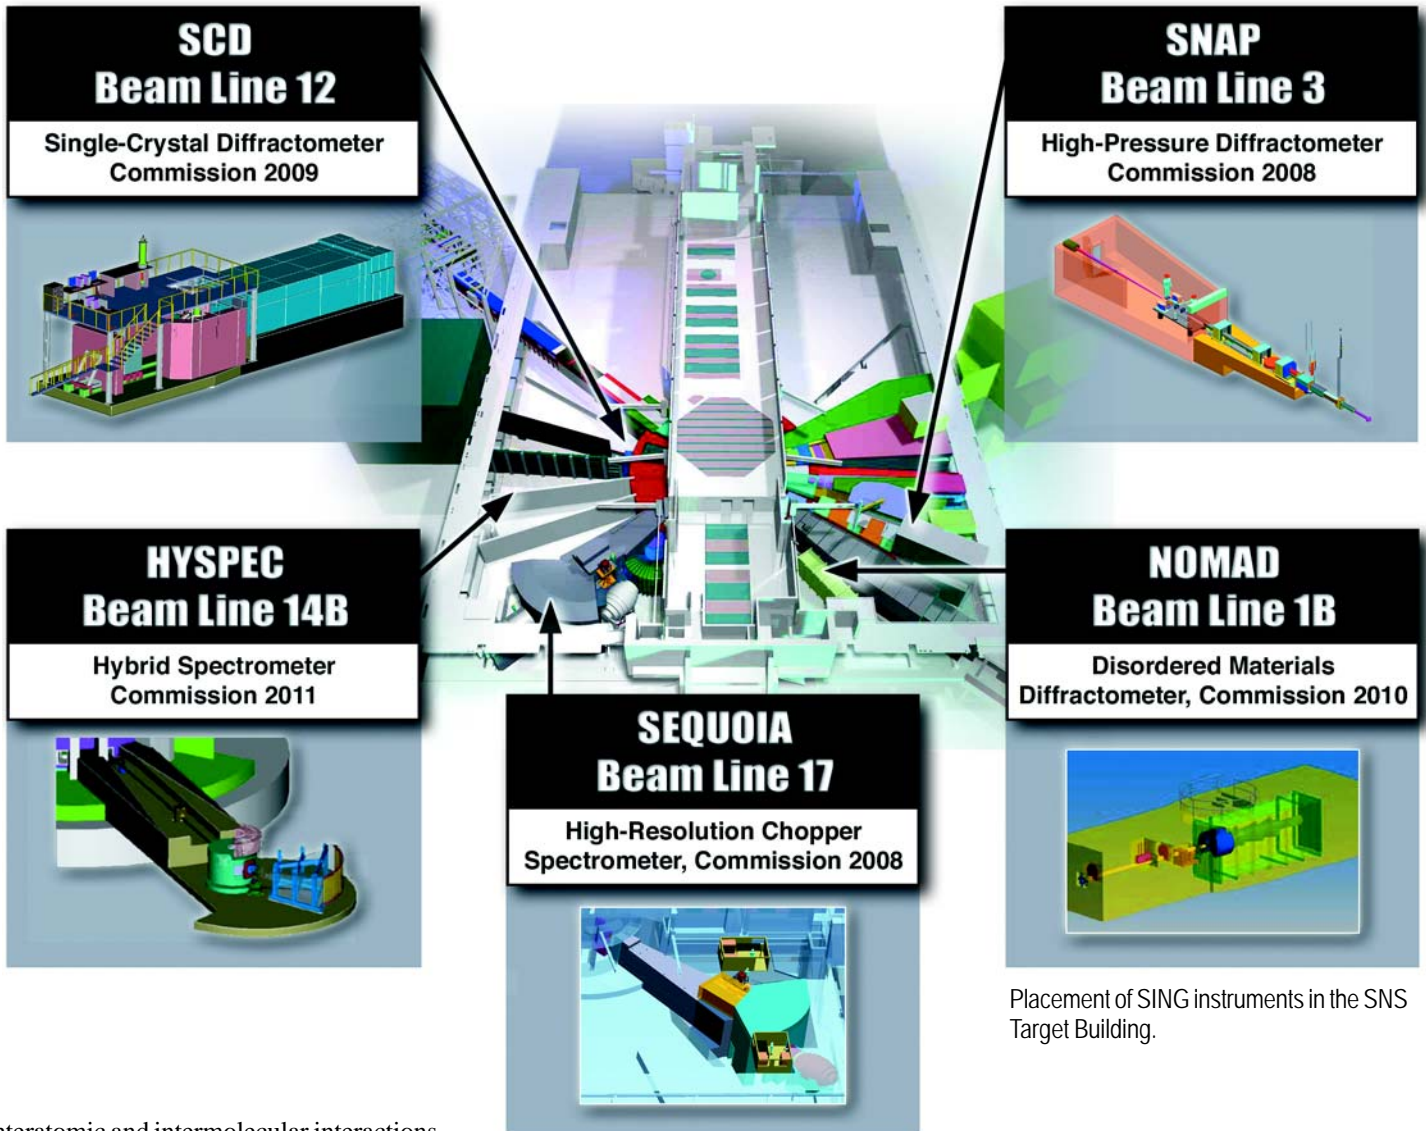 SCD
Beam Line 12
Single-Crystal Diffractometer
Commission 2009
SNAP
Beam Line 3
High-Pressure Diffractometer
Commission 2008
HYSPEC
Beam Line 14B
Hybrid Spectrometer
Commission 2011
NOMAD
Beam Line 1B
Disordered Materials
Diffractometer, Commission 2010
SEQUOIA
Beam Line 17
High-Resolution Chopper
Spectrometer, Commission 2008
Placement of SING instruments in the SNS
Target Building.